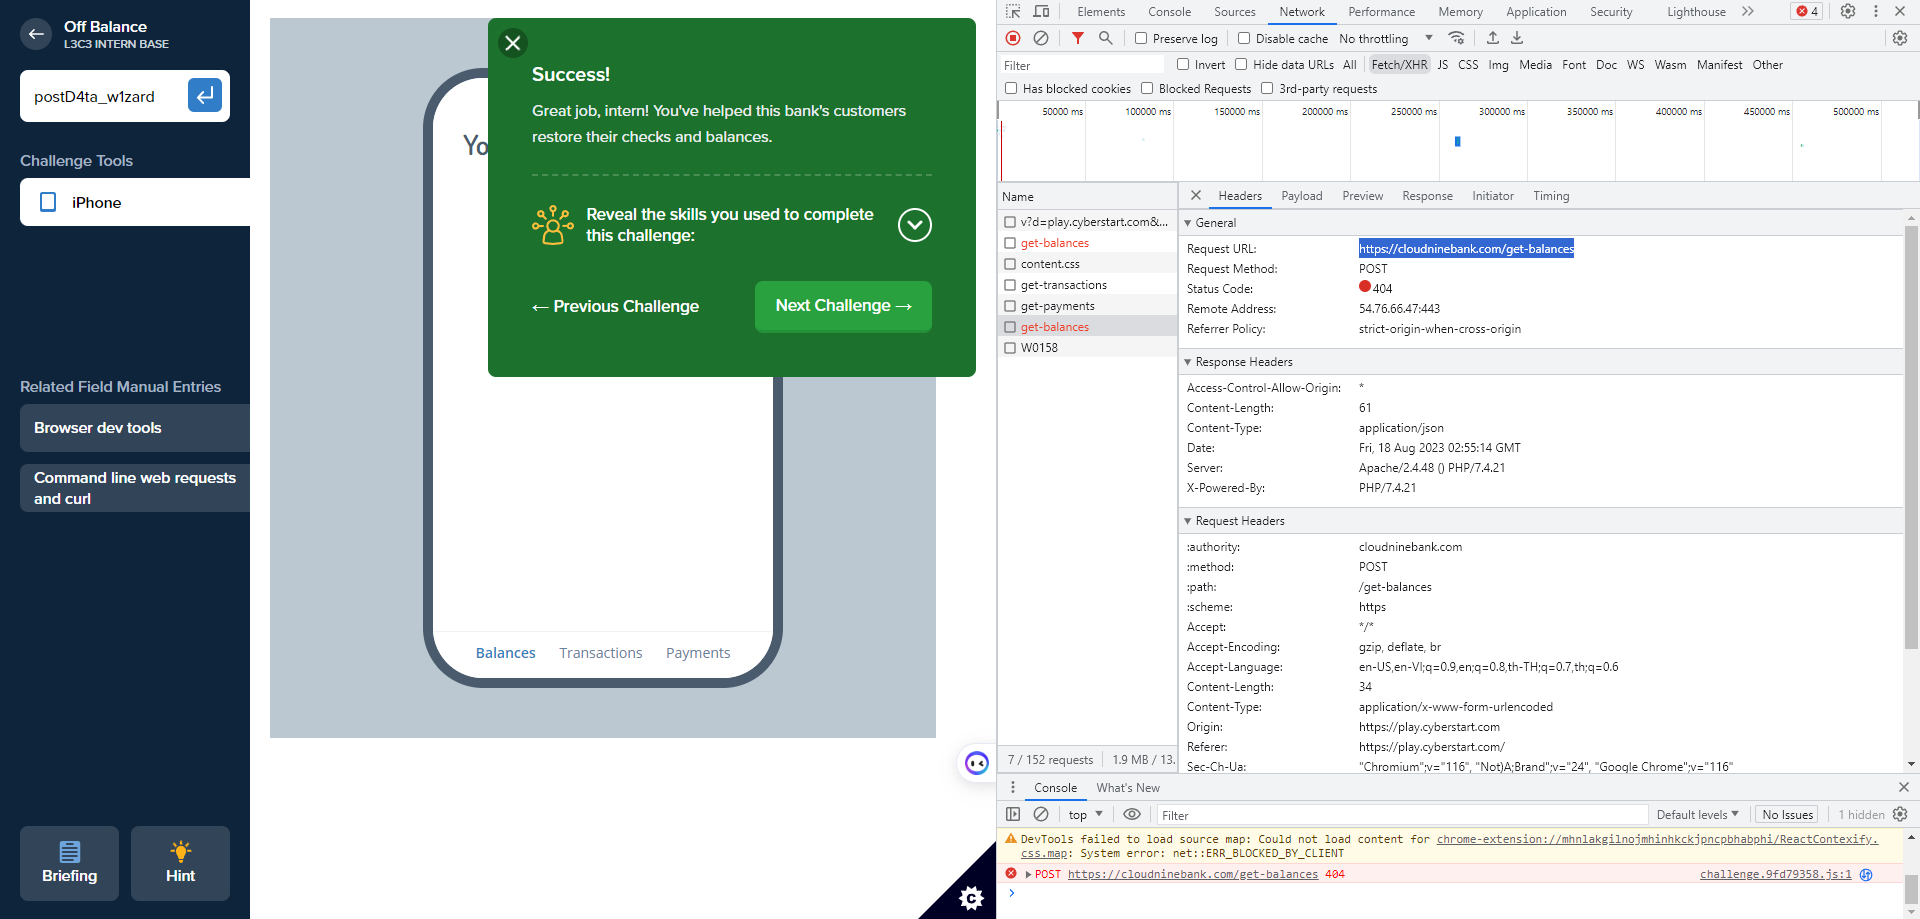 Off Balance
L3C3 INTERN BASE
postD4ta_w1zard
Challenge Tools
iPhone
Related Field Manual Entries
Browser dev tools
Command line web requests
and curl
Briefing
Hint
Yo
Success!
Great job, intern! You've helped this bank's customers
restore their checks and balances.
Reveal the skills you used to complete
this challenge:
← Previous Challenge
Next Challenge →
Balances Transactions Payments
Elements Console Sources Network Performance Memory Application Security Lighthouse 4
Preserve log Disable cache No throttling
Filter Invert Hide data URLs All Fetch/XHR JS CSS Img Media Font Doc WS Wasm Manifest Other
Has blocked cookies Blocked Requests 3rd-party requests
50000 ms 100000 ms 150000 ms 200000 ms 250000 ms 300000 ms 350000 ms 400000 ms 450000 ms 500000 ms
Name
v?d=play.cyberstart.com&...
get-balances
content.css
get-transactions
get-payments
get-balances
W0158
7 / 152 requests 1.9 MB / 13.
Headers Payload Preview Response Initiator Timing
General
Request URL: https://cloudninebank.com/get-balances
Request Method: POST
Status Code: 404
Remote Address: 54.76.66.47:443
Referrer Policy: strict-origin-when-cross-origin
Response Headers
Access-Control-Allow-Origin: *
Content-Length: 61
Content-Type: application/json
Date: Fri, 18 Aug 2023 02:55:14 GMT
Server: Apache/2.4.48 () PHP/7.4.21
X-Powered-By: PHP/7.4.21
Request Headers
:authority: cloudninebank.com
:method: POST
:path: /get-balances
:scheme: https
Accept: */*
Accept-Encoding: gzip, deflate, br
Accept-Language: en-US,en-VI;q=0.9,en;q=0.8,th-TH;q=0.7,th;q=0.6
Content-Length: 34
Content-Type: application/x-www-form-urlencoded
Origin: https://play.cyberstart.com
Referer: https://play.cyberstart.com/
Sec-Ch-Ua: "Chromium";v="116", "Not)A;Brand";v="24", "Google Chrome";v="116"
Console What's New
top Filter Default levels No Issues 1 hidden
DevTools failed to load source map: Could not load content for chrome-extension://mhnlakgilnojmhinhkckjpncpbhabphi/ReactContexify.
css.map: System error: net::ERR_BLOCKED_BY_CLIENT
POST https://cloudninebank.com/get-balances 404 challenge.9fd79358.js:1